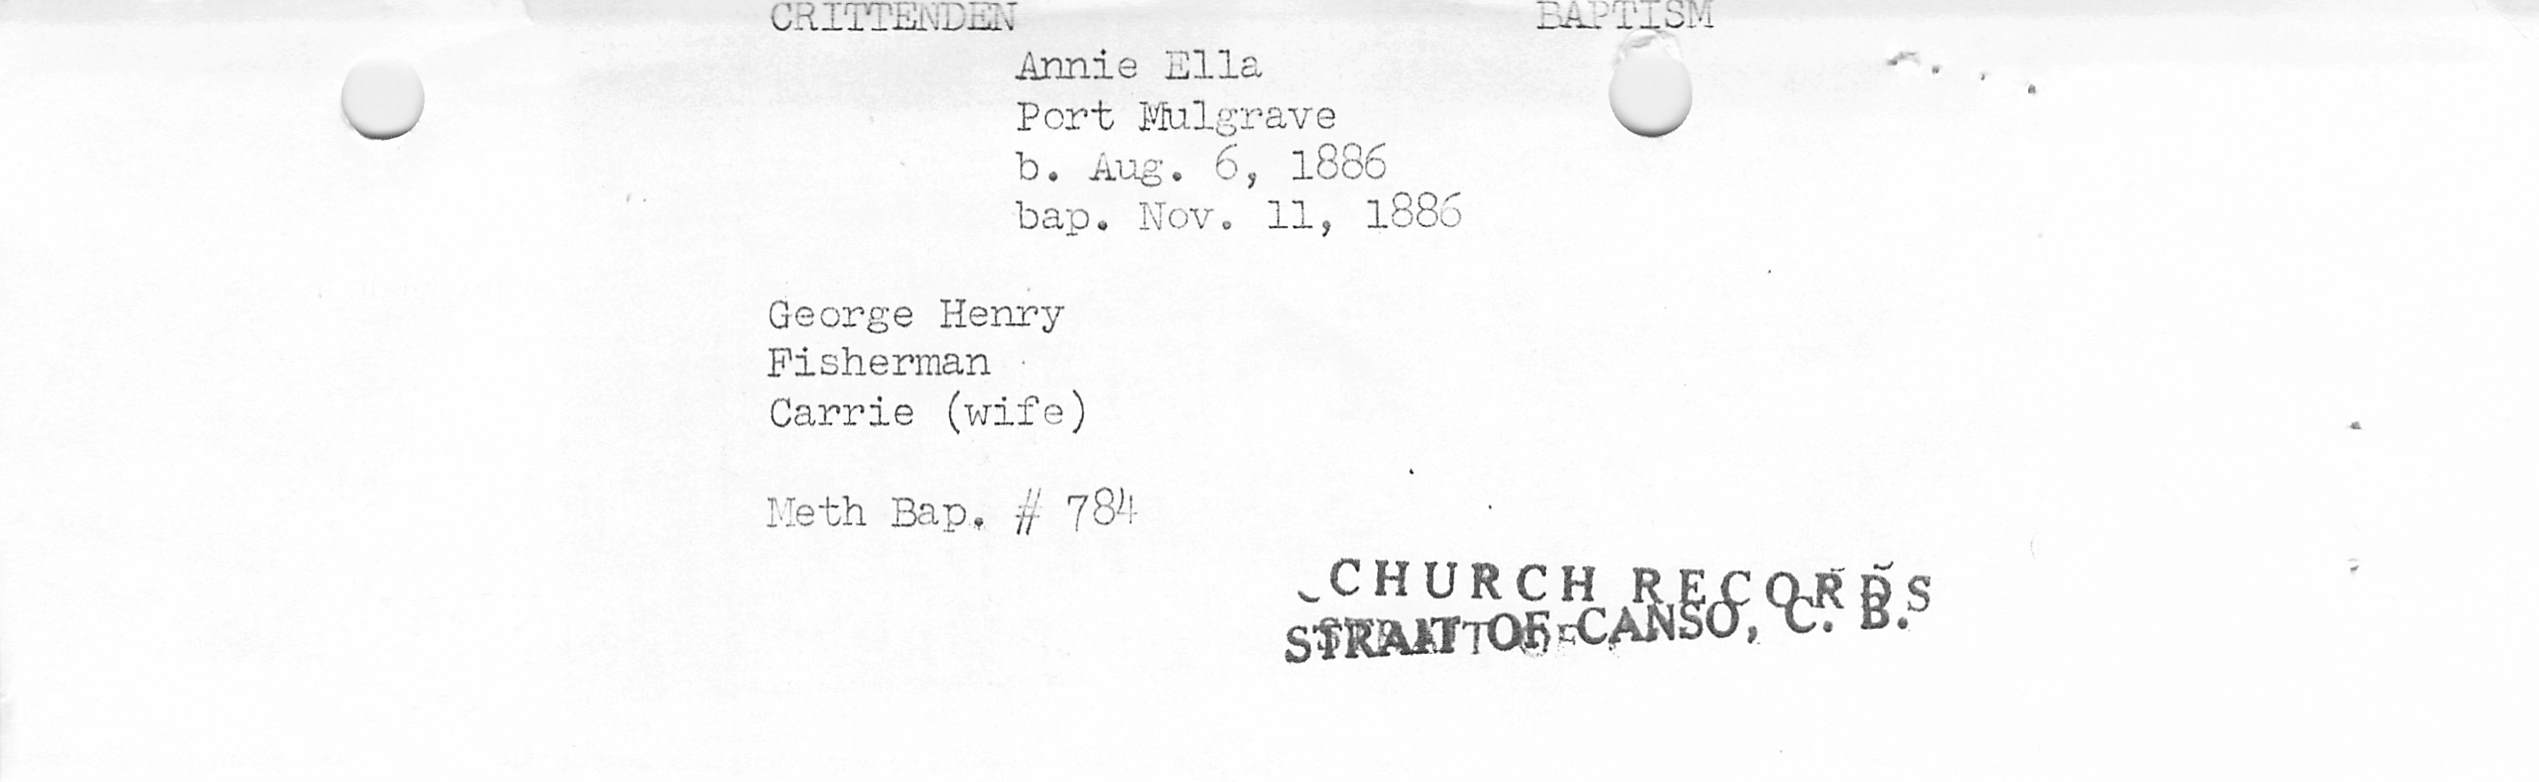 CRITTENDEN BAPTISM
Annie Ella
Port Mulgrave
b. Aug. 6, 1886
bap. Nov. 11, 1886
George Henry
Fisherman
Carrie (wife)
Meth Bap. # 784
CHURCH RECORDS
STRAIT OF CANSO, C. B.